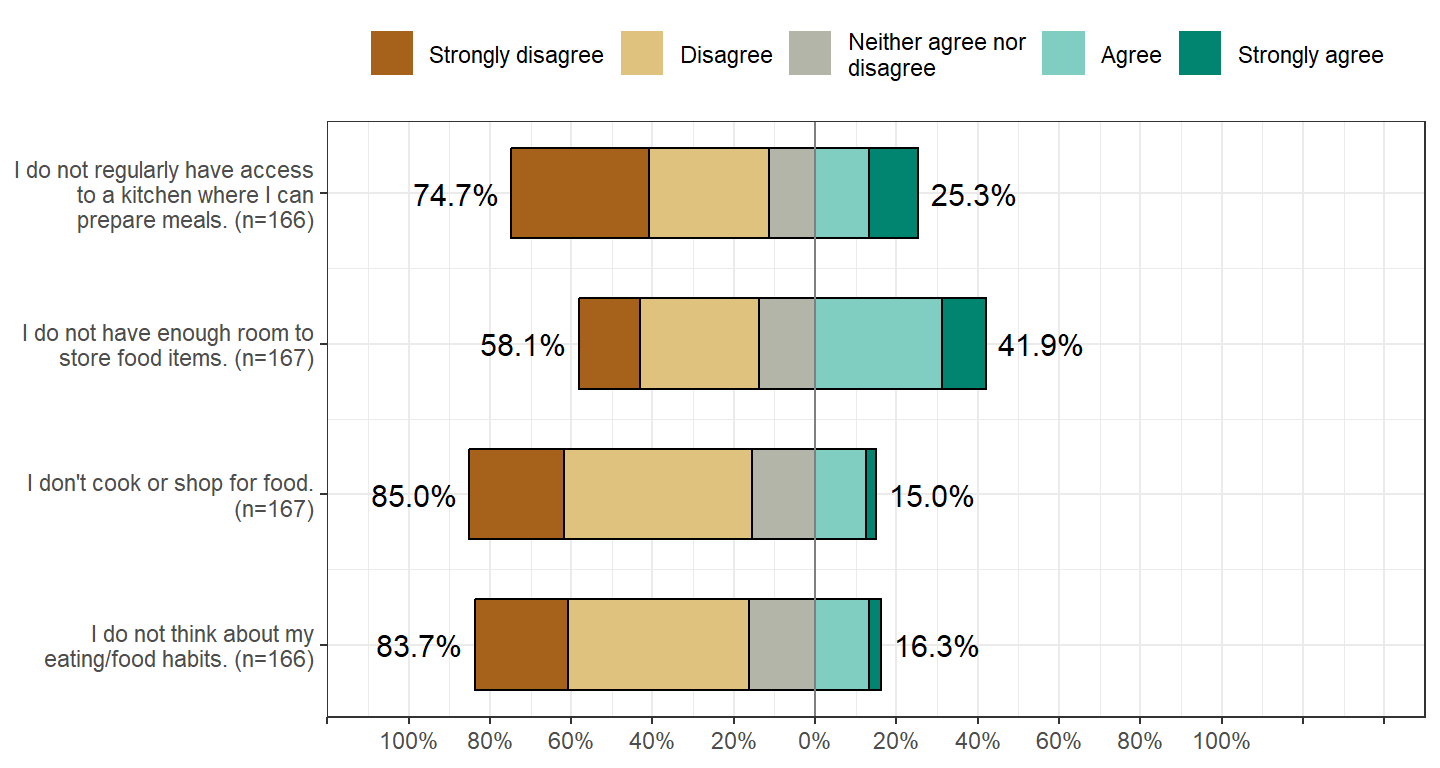 Strongly disagree
Disagree
Neither agree nor
disagree
Agree
Strongly agree
I do not regularly have access
to a kitchen where I can
prepare meals. (n=166)
74.7%
25.3%
I do not have enough room to
store food items. (n=167)
58.1%
41.9%
I don't cook or shop for food.
(n=167)
85.0%
15.0%
I do not think about my
eating/food habits. (n=166)
83.7%
16.3%
100% 80% 60% 40% 20% 0% 20% 40% 60% 80% 100%